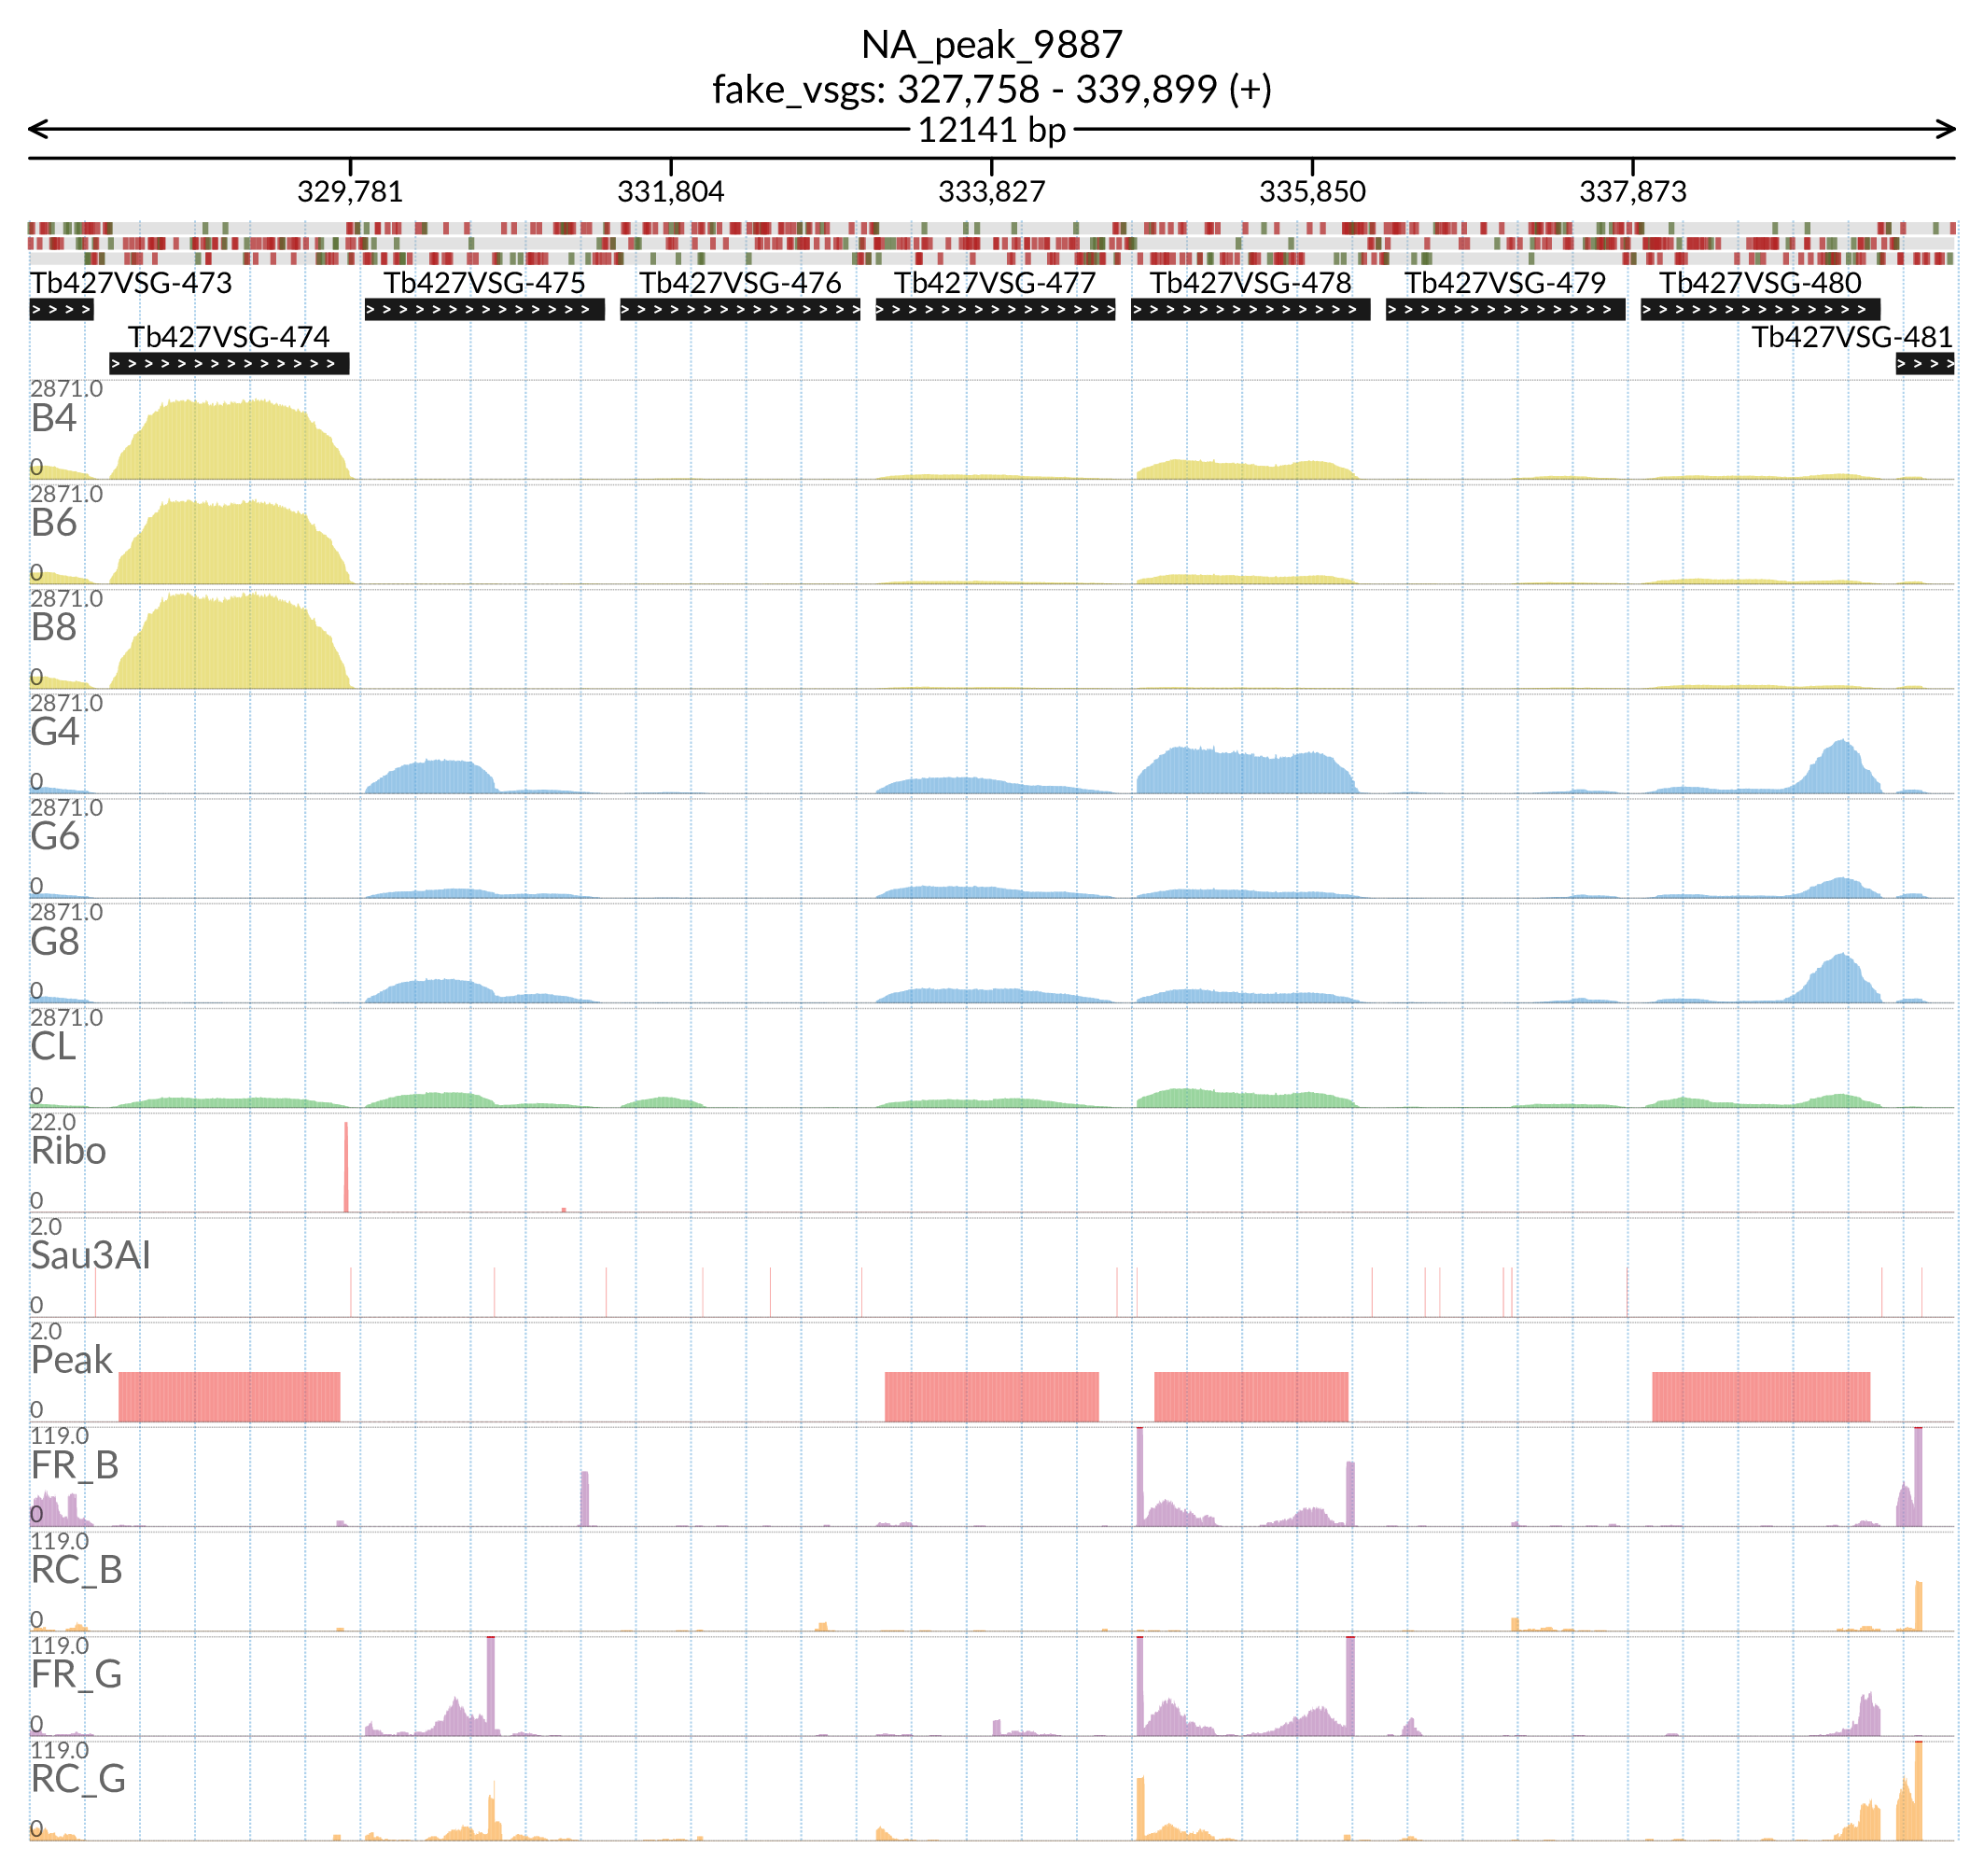 NA_peak_9887
fake_vsgs: 327,758 - 339,899 (+)
12141 bp
329,781 331,804 333,827 335,850 337,873
Tb427VSG-473 Tb427VSG-475 Tb427VSG-476 Tb427VSG-477 Tb427VSG-478 Tb427VSG-479 Tb427VSG-480
Tb427VSG-474 Tb427VSG-481
2871.0
B4
0
2871.0
B6
0
2871.0
B8
0
2871.0
G4
0
2871.0
G6
0
2871.0
G8
0
2871.0
CL
0
22.0
Ribo
0
2.0
Sau3AI
0
2.0
Peak
0
119.0
FR_B
0
119.0
RC_B
0
119.0
FR_G
0
119.0
RC_G
0